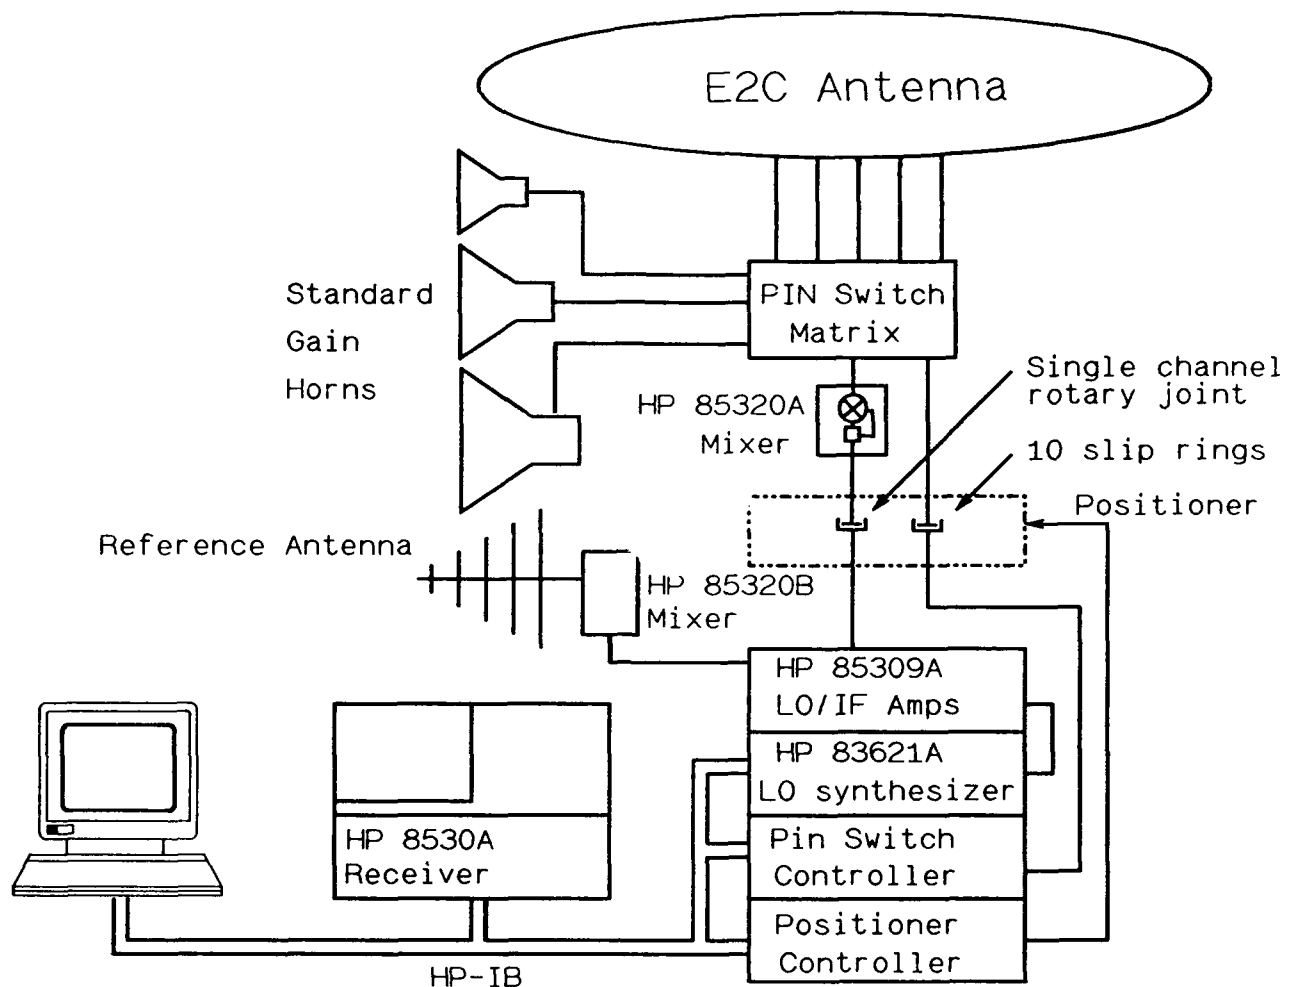 E2C Antenna
Standard
Gain
Horns
PIN Switch
Matrix
HP 85320A
Mixer
Single channel
rotary joint
10 slip rings
Positioner
Reference Antenna
HP 85320B
Mixer
HP 85309A
LO/IF Amps
HP 83621A
LO synthesizer
HP 8530A
Receiver
Pin Switch
Controller
Positioner
Controller
HP-IB